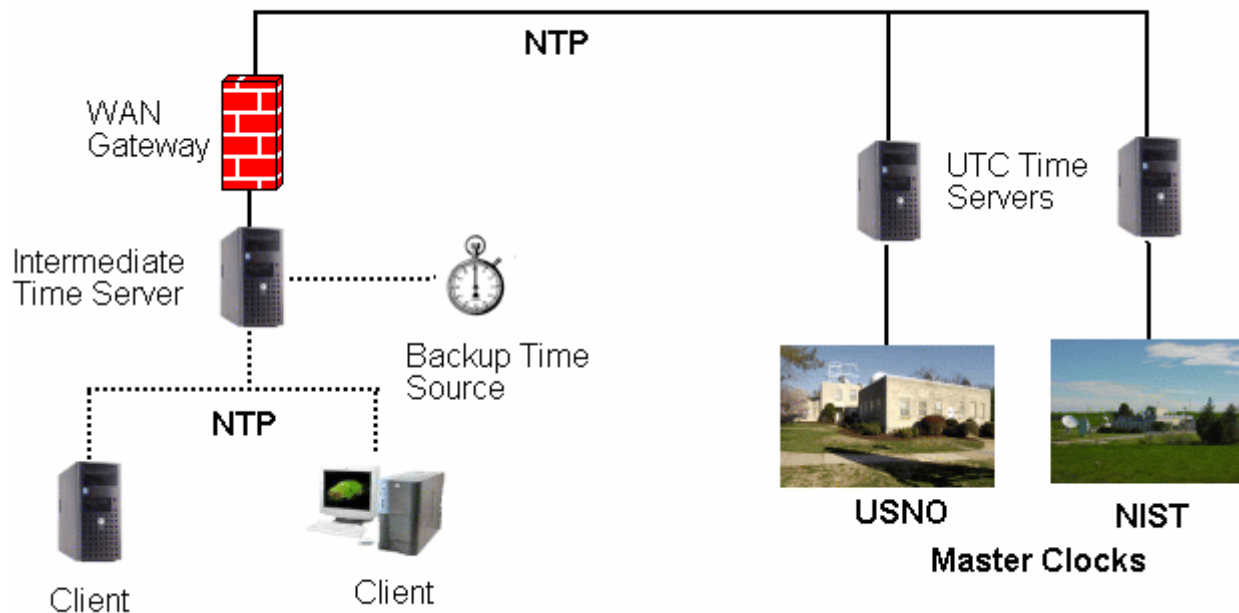 NTP
WAN
Gateway
UTC Time
Servers
Intermediate
Time Server
Backup Time
Source
NTP
USNO
NIST
Master Clocks
Client
Client